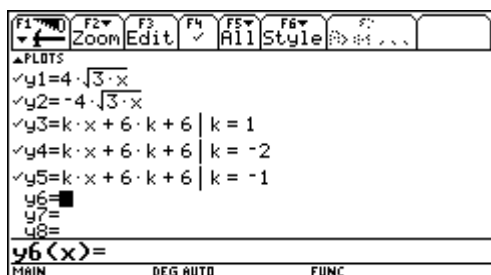 F1 F2 F3 F4 F5 F6
Zoom Edit ✓ All Style
▲PLOTS
✓y1=4·√3·x
✓y2=⁻4·√3·x
✓y3=k·x + 6·k + 6 | k = 1
✓y4=k·x + 6·k + 6 | k = ⁻2
✓y5=k·x + 6·k + 6 | k = ⁻1
y6=
y7=
y8=
y6(x)=
MAIN DEG AUTO FUNC